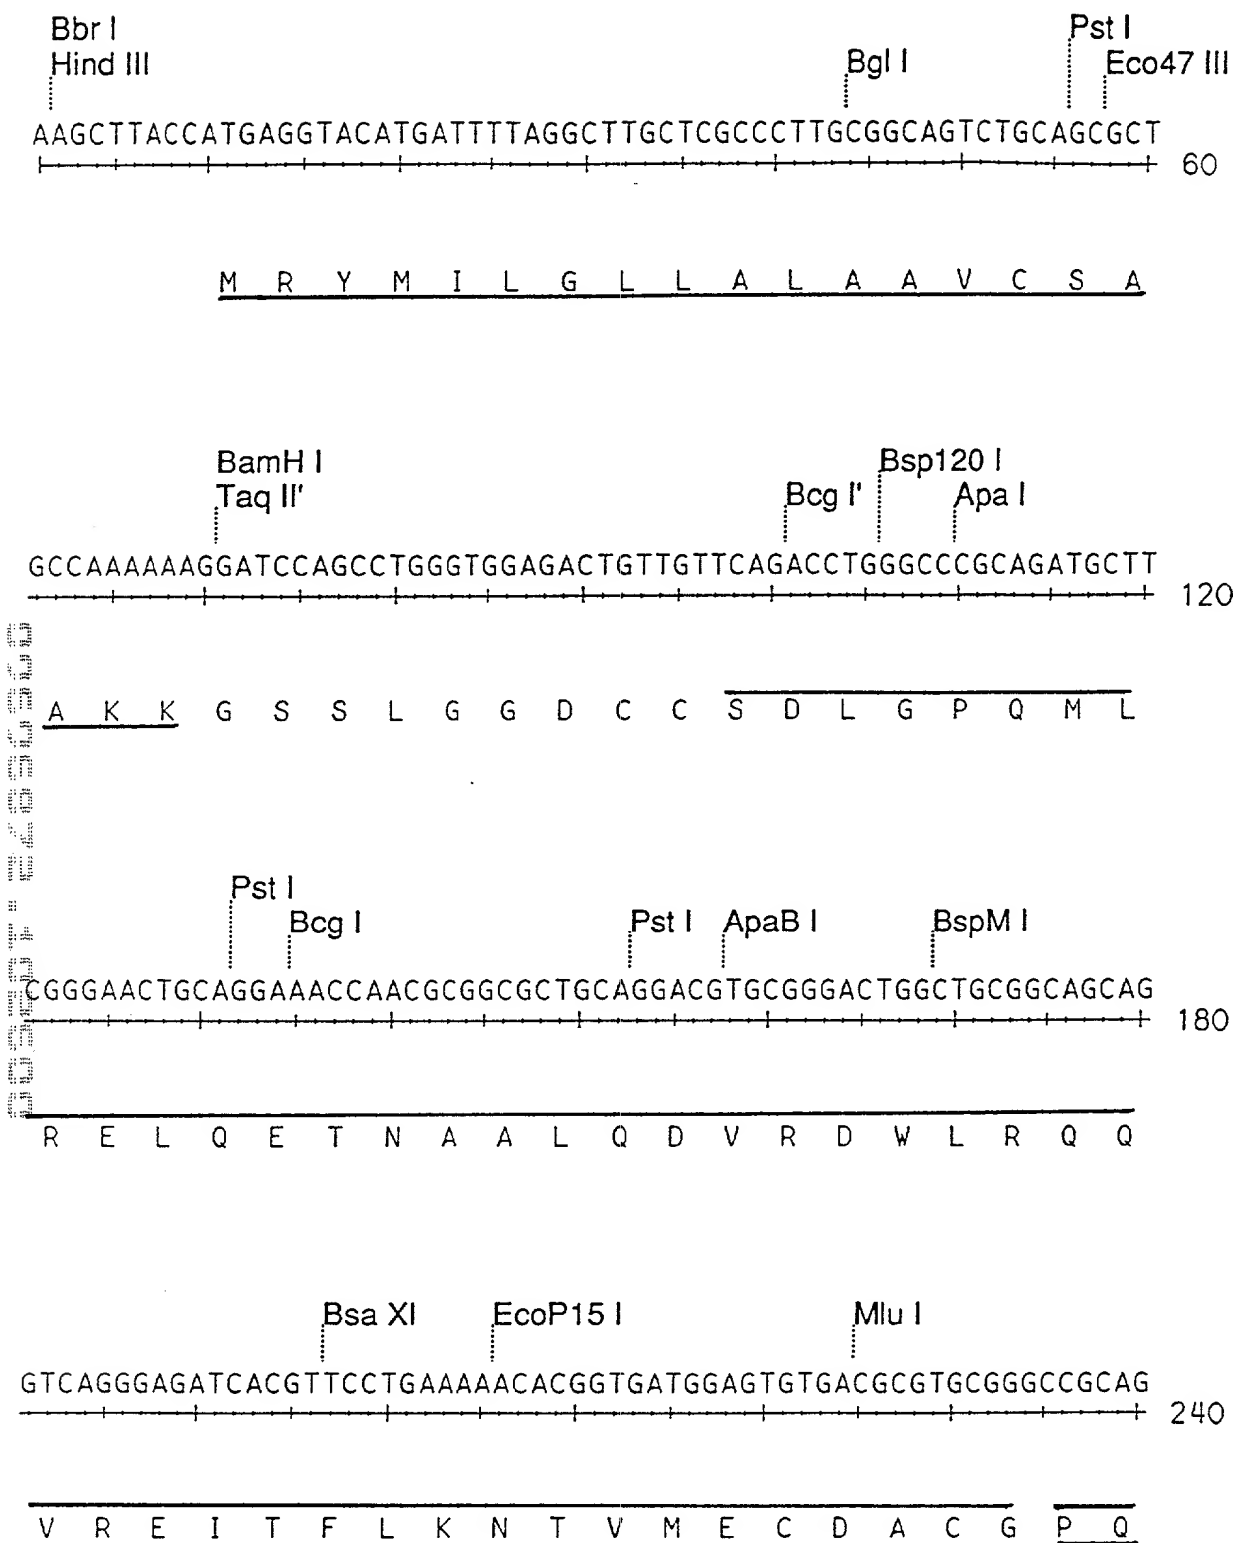 Bbr I Pst I
Hind III Bgl I Eco47 III
AAGCTTACCATGAGGTACATGATTTTAGGCTTGCTCGCCCTTGCGGCAGTCTGCAGCGCT
60
M R Y M I L G L L A L A A V C S A
BamH I Bsp120 I
Taq II' Bcg I' Apa I
GCCAAAAAAGGATCCAGCCTGGGTGGAGACTGTTGTTCAGACCTGGGCCCGCAGATGCTT
120
A K K G S S L G G D C C S D L G P Q M L
Pst I
Bcg I Pst I ApaB I BspM I
CGGGAACTGCAGGAAACCAACGCGGCGCTGCAGGACGTGCGGGACTGGCTGCGGCAGCAG
180
R E L Q E T N A A L Q D V R D W L R Q Q
Bsa XI EcoP15 I Mlu I
GTCAGGGAGATCACGTTCCTGAAAAACACGGTGATGGAGTGTGACGCGTGCGGGCCGCAG
240
V R E I T F L K N T V M E C D A C G P Q